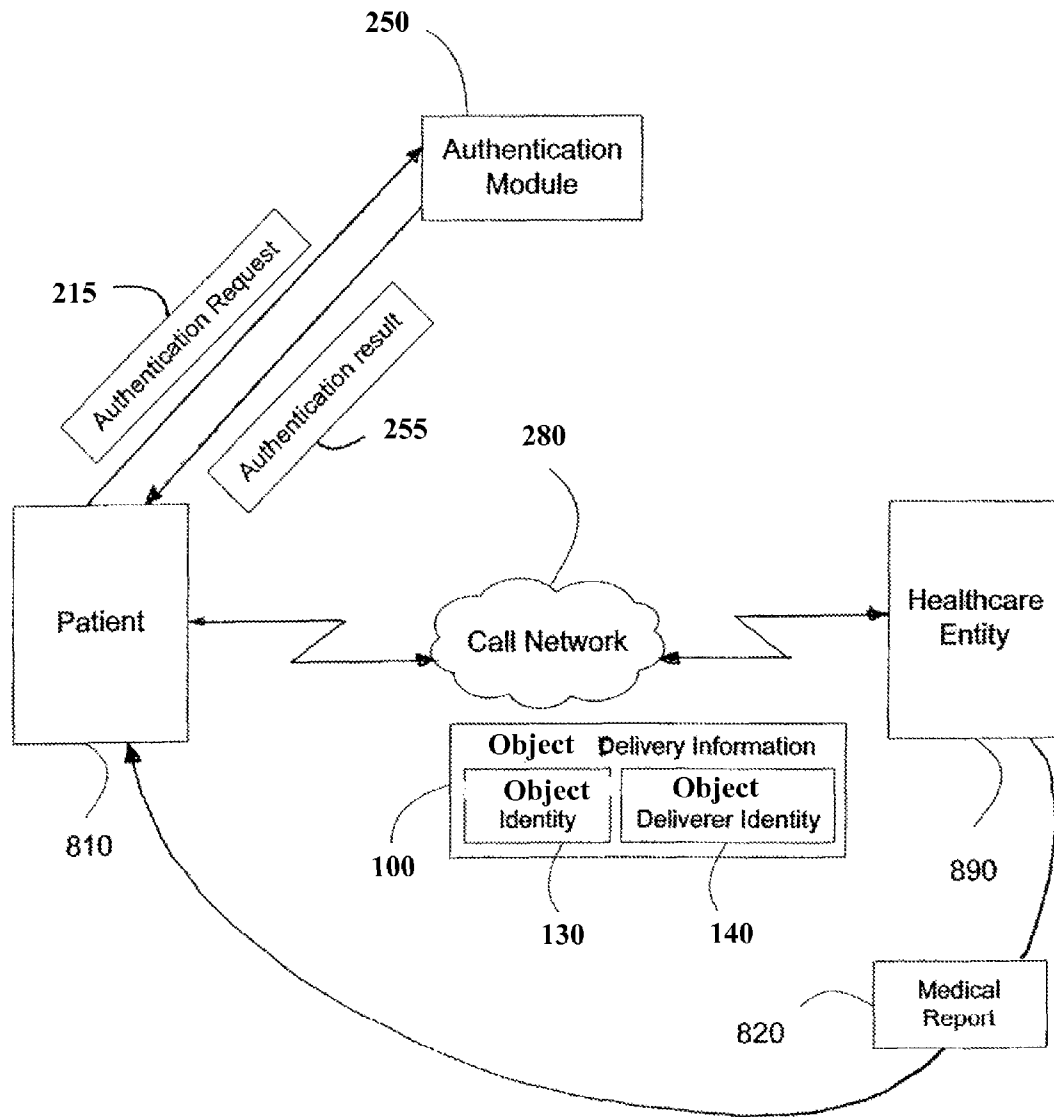 250
Authentication
Module
215
Authentication Request
Authentication result
255
280
Patient
Call Network
Healthcare
Entity
Object Delivery Information
Object
Identity
Object
Deliverer Identity
810
100
890
130
140
Medical
Report
820